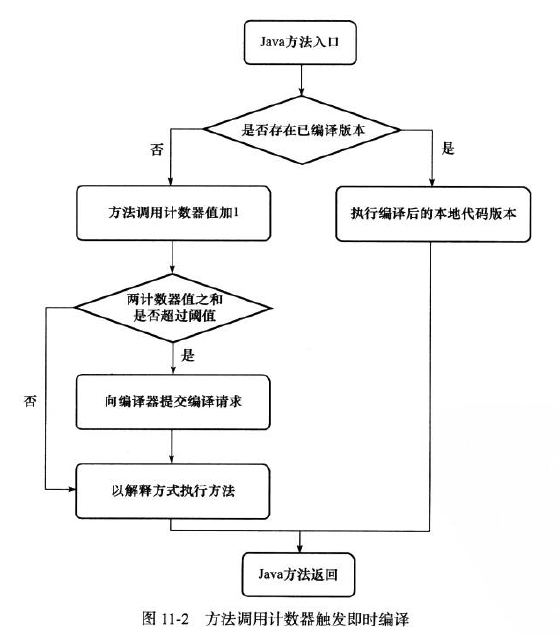 Java方法入口
是否存在已编译版本
否
是
方法调用计数器值加1
执行编译后的本地代码版本
两计数器值之和
是否超过阈值
是
否
向编译器提交编译请求
以解释方式执行方法
Java方法返回
图 11-2 方法调用计数器触发即时编译